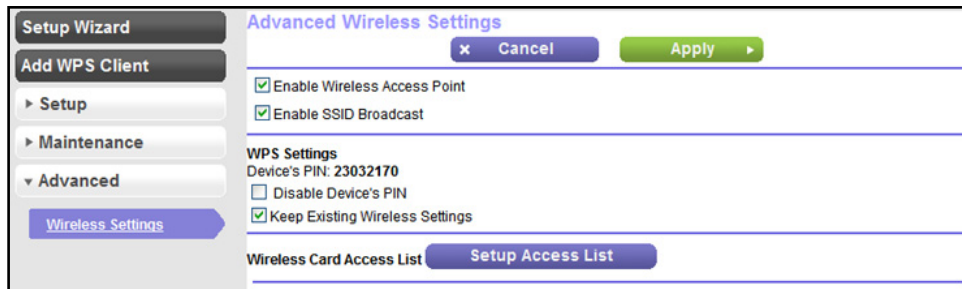 Setup Wizard
Add WPS Client
Setup
Maintenance
Advanced
Wireless Settings
Advanced Wireless Settings
Cancel
Apply
Enable Wireless Access Point
Enable SSID Broadcast
WPS Settings
Device's PIN: 23032170
Disable Device's PIN
Keep Existing Wireless Settings
Wireless Card Access List Setup Access List